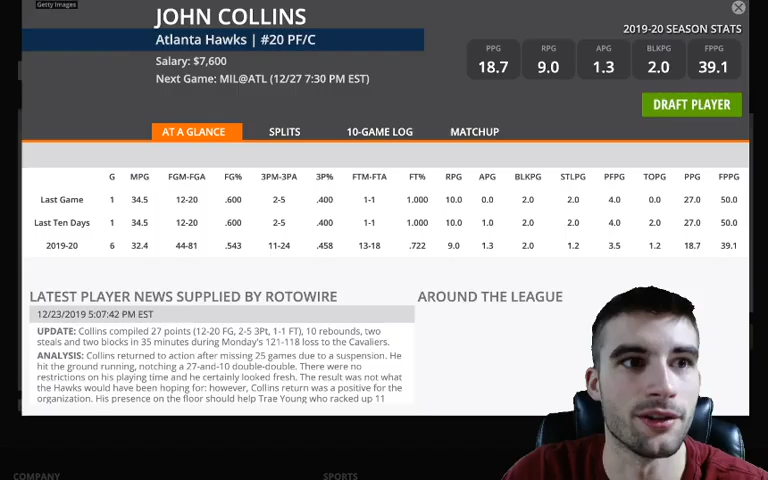 Getty Images
JOHN COLLINS
Atlanta Hawks | #20 PF/C
Salary: $7,600
Next Game: MIL@ATL (12/27 7:30 PM EST)
2019-20 SEASON STATS
PPG RPG APG BLKPG FPPG
18.7 9.0 1.3 2.0 39.1
DRAFT PLAYER
AT A GLANCE SPLITS 10-GAME LOG MATCHUP
G MPG FGM-FGA FG% 3PM-3PA 3P% FTM-FTA FT% RPG APG BLKPG STLPG PFPG TOPG PPG FPPG
Last Game 1 34.5 12-20 .600 2-5 .400 1-1 1.000 10.0 0.0 2.0 2.0 4.0 0.0 27.0 50.0
Last Ten Days 1 34.5 12-20 .600 2-5 .400 1-1 1.000 10.0 1.0 2.0 2.0 4.0 2.0 27.0 50.0
2019-20 6 32.4 44-81 .543 11-24 .458 13-18 .722 9.0 1.3 2.0 1.2 3.5 1.2 18.7 39.1
LATEST PLAYER NEWS SUPPLIED BY ROTOWIRE
12/23/2019 5:07:42 PM EST
UPDATE: Collins compiled 27 points (12-20 FG, 2-5 3Pt, 1-1 FT), 10 rebounds, two
steals and two blocks in 35 minutes during Monday's 121-118 loss to the Cavaliers.
ANALYSIS: Collins returned to action after missing 25 games due to a suspension. He
hit the ground running, notching a 27-and-10 double-double. There were no
restrictions on his playing time and he certainly looked fresh. The result was not what
the Hawks would have been hoping for; however, Collins return was a positive for the
organization. His presence on the floor should help Trae Young who racked up 11
AROUND THE LEAGUE
COMPANY
SPORTS